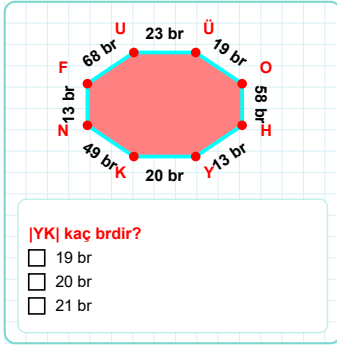 U 23 br Ü
68 br 19 br
F O
13 br 58 br
N H
49 br 13 br
K 20 br Y
|YK| kaç brdir?
19 br
20 br
21 br